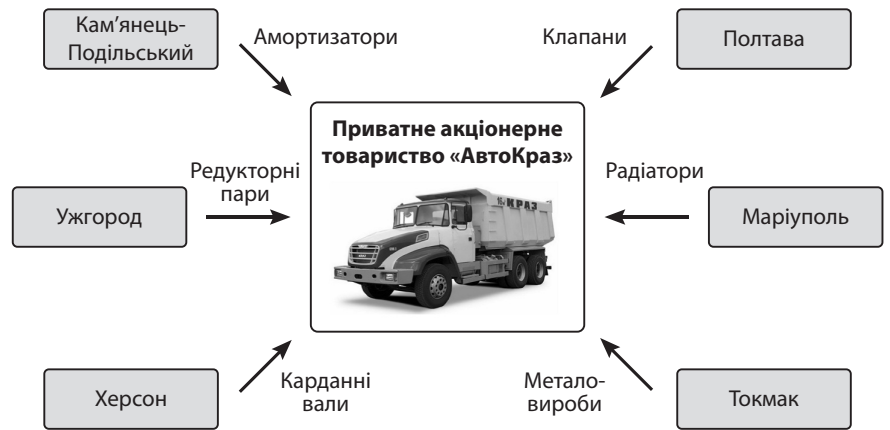 Кам’янець-
Подільський
Амортизатори
Клапани
Полтава
Приватне акціонерне
товариство «АвтоКраз»
КРАЗ
Редукторні
пари
Радіатори
Ужгород
Маріуполь
Херсон
Карданні
вали
Метало-
вироби
Токмак